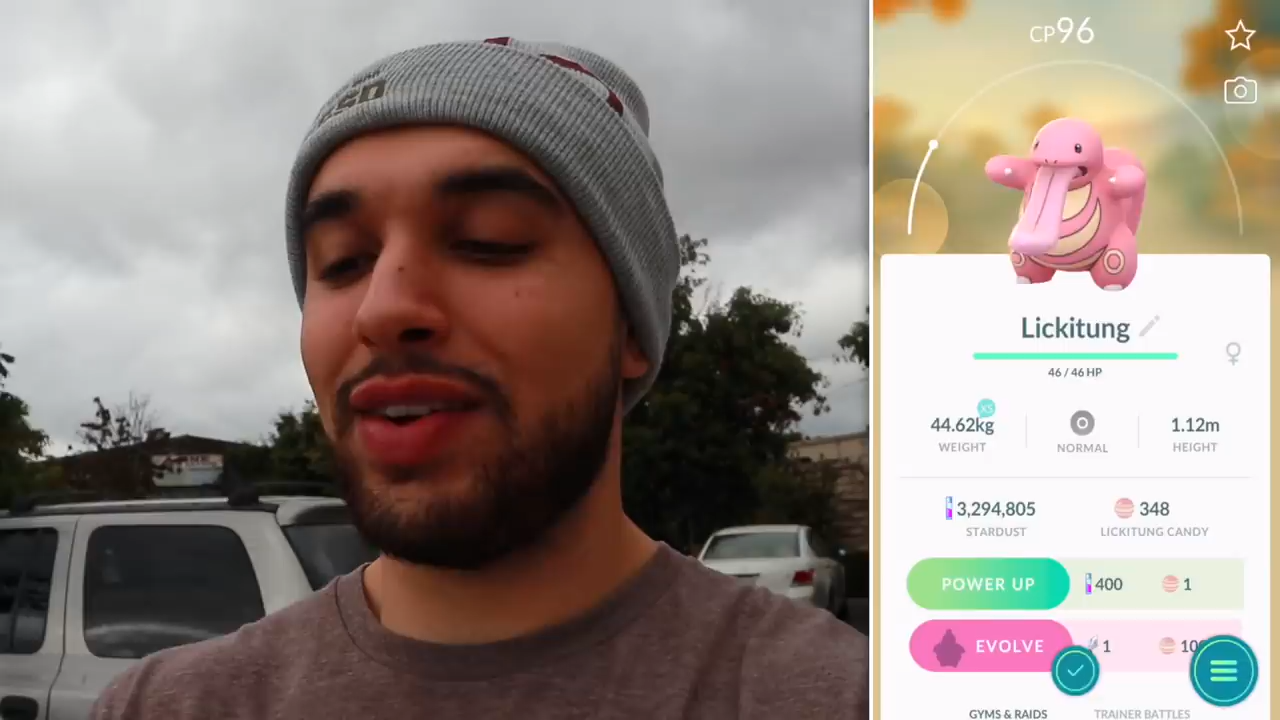 CP96
Lickitung
46 / 46 HP
XS
44.62kg
WEIGHT
NORMAL
1.12m
HEIGHT
3,294,805
STARDUST
348
LICKITUNG CANDY
POWER UP
400
1
EVOLVE
1
GYMS & RAIDS
TRAINER BATTLES